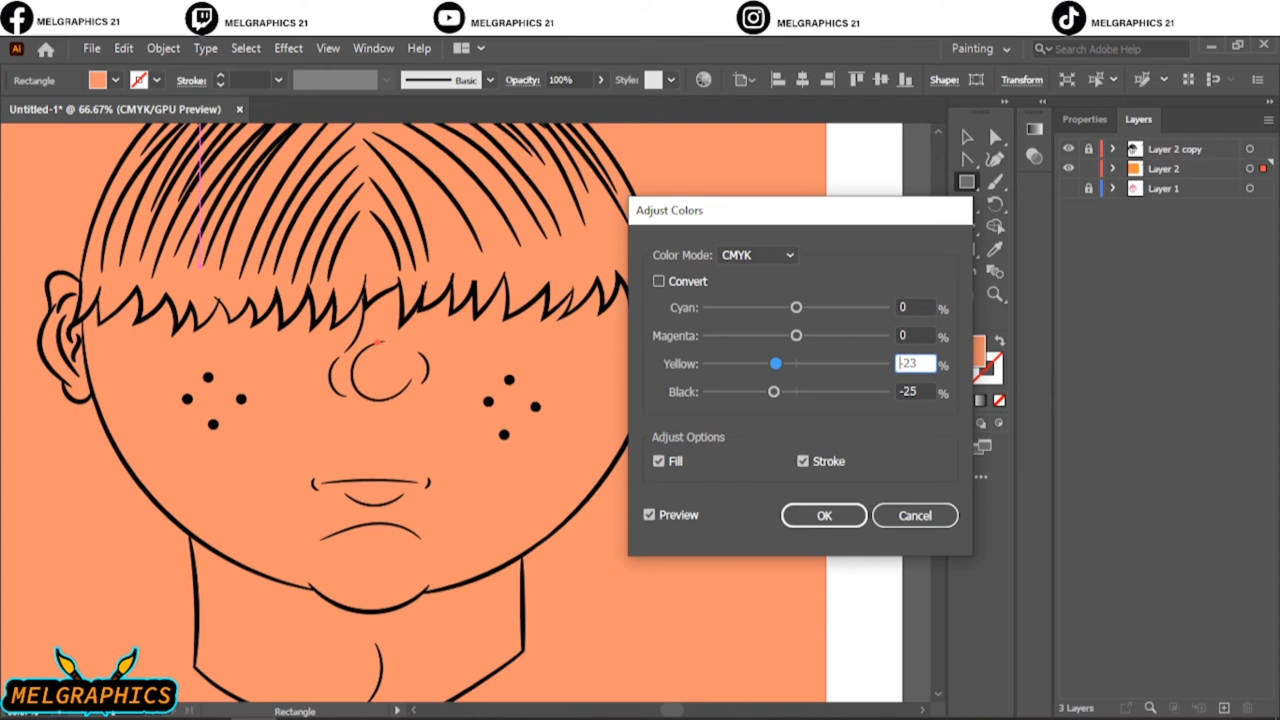 MELGRAPHICS 21 MELGRAPHICS 21 MELGRAPHICS 21 MELGRAPHICS 21 MELGRAPHICS 21
Ai File Edit Object Type Select Effect View Window Help Painting Search Adobe Help
Rectangle Stroke: Basic Opacity: 100% Style: Shape: Transform
Untitled-1* @ 66.67% (CMYK/GPU Preview) ×
Properties Layers
Layer 2 copy
Layer 2
Layer 1
Adjust Colors
Color Mode: CMYK
Convert
Cyan: 0 %
Magenta: 0 %
Yellow: -23 %
Black: -25 %
Adjust Options
Fill Stroke
Preview OK Cancel
MELGRAPHICS
Rectangle
3 Layers